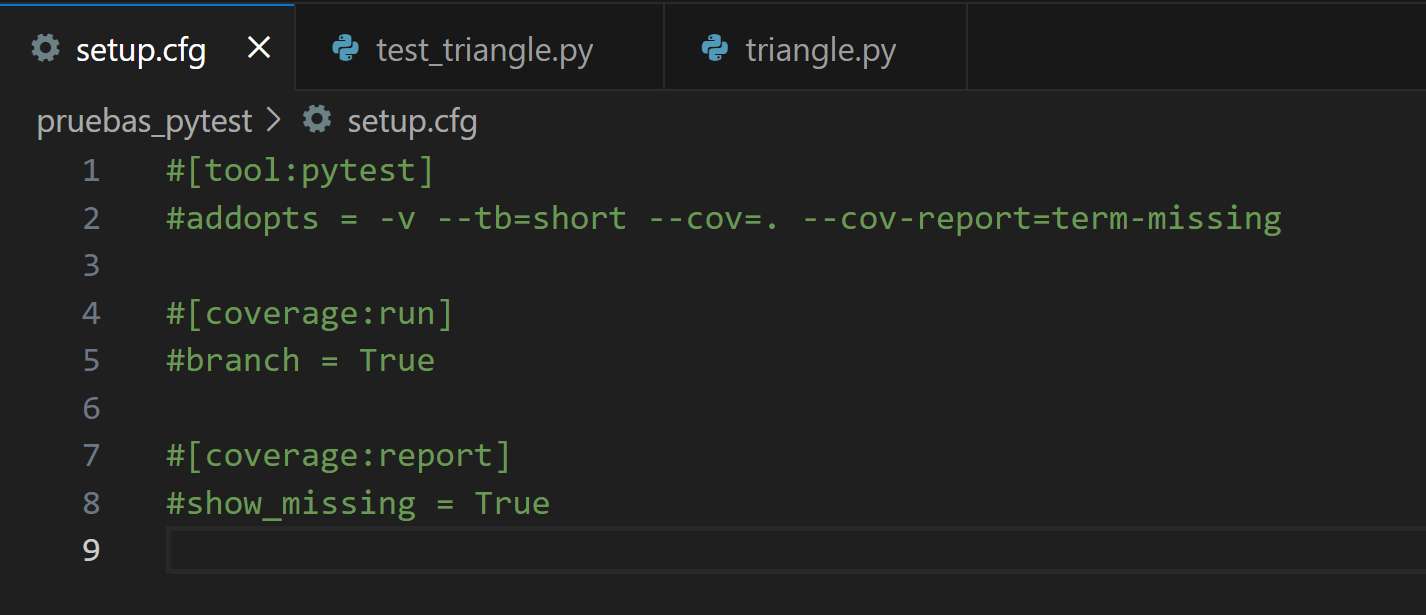 setup.cfg × test_triangle.py triangle.py
pruebas_pytest > setup.cfg
1 #[tool:pytest]
2 #addopts = -v --tb=short --cov=. --cov-report=term-missing
3
4 #[coverage:run]
5 #branch = True
6
7 #[coverage:report]
8 #show_missing = True
9